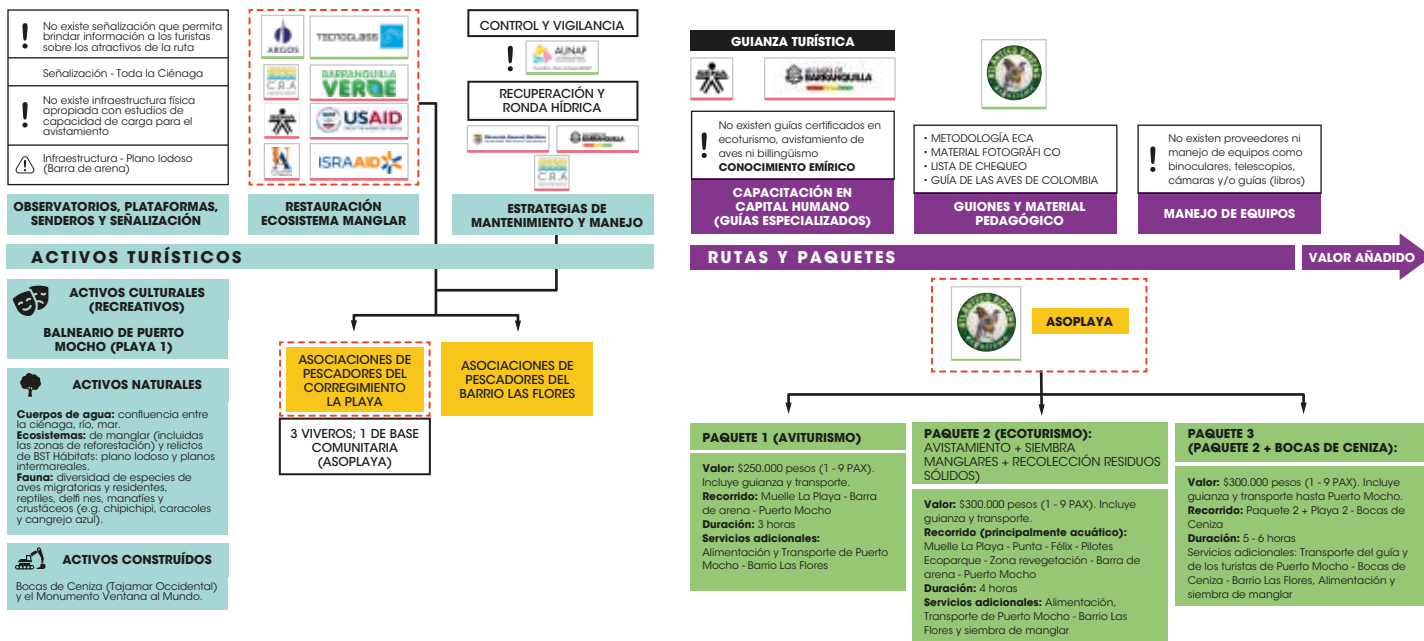 No existe señalización que permita
brindar información a los turistas
sobre los atractivos de la ruta
Señalización - Toda la Ciénaga
No existe infraestructura física
apropiada con estudios de
capacidad de carga para el
avistamiento
Infraestructura - Plano lodoso
(Barra de arena)
OBSERVATORIOS, PLATAFORMAS,
SENDEROS Y SEÑALIZACIÓN
ARGOS
TECNOGLASS
C.R.A
BARRANQUILLA
VERDE
USAID
ISRAAID
RESTAURACIÓN
ECOSISTEMA MANGLAR
CONTROL Y VIGILANCIA
!
AUNAP
RECUPERACIÓN Y
RONDA HÍDRICA
Dirección General Marítima
BARRANQUILLA
C.R.A
ESTRATEGIAS DE
MANTENIMIENTO Y MANEJO
ACTIVOS TURÍSTICOS
ACTIVOS CULTURALES
(RECREATIVOS)
BALNEARIO DE PUERTO
MOCHO (PLAYA 1)
ACTIVOS NATURALES
Cuerpos de agua: confluencia entre
la ciénaga, río, mar.
Ecosistemas: de manglar (incluidas
las zonas de reforestación) y relictos
de BST Hábitats: plano lodoso y planos
intermareales.
Fauna: diversidad de especies de
aves migratorias y residentes,
reptiles, delfi nes, manatíes y
crustáceos (e.g. chipichipi, caracoles
y cangrejo azul).
ACTIVOS CONSTRUÍDOS
Bocas de Ceniza (Tajamar Occidental)
y el Monumento Ventana al Mundo.
ASOCIACIONES DE
PESCADORES DEL
CORREGIMIENTO
LA PLAYA
3 VIVEROS; 1 DE BASE
COMUNITARIA
(ASOPLAYA)
ASOCIACIONES DE
PESCADORES DEL
BARRIO LAS FLORES
GUIANZA TURÍSTICA
BARRANQUILLA
No existen guías certificados en
ecoturismo, avistamiento de
aves ni billingüismo
CONOCIMIENTO EMÍRICO
CAPACITACIÓN EN
CAPITAL HUMANO
(GUÍAS ESPECIALIZADOS)
• METODOLOGÍA ECA
• MATERIAL FOTOGRÁFI CO
• LISTA DE CHEQUEO
• GUÍA DE LAS AVES DE COLOMBIA
GUIONES Y MATERIAL
PEDAGÓGICO
No existen proveedores ni
manejo de equipos como
binoculares, telescopios,
cámaras y/o guías (libros)
MANEJO DE EQUIPOS
RUTAS Y PAQUETES
VALOR AÑADIDO
ASOPLAYA
PAQUETE 1 (AVITURISMO)
Valor: $250.000 pesos (1 - 9 PAX).
Incluye guianza y transporte.
Recorrido: Muelle La Playa - Barra
de arena - Puerto Mocho
Duración: 3 horas
Servicios adicionales:
Alimentación y Transporte de Puerto
Mocho - Barrio Las Flores
PAQUETE 2 (ECOTURISMO):
AVISTAMIENTO + SIEMBRA
MANGLARES + RECOLECCIÓN RESIDUOS
SÓLIDOS)
Valor: $300.000 pesos (1 - 9 PAX). Incluye
guianza y transporte.
Recorrido (principalmente acuático):
Muelle La Playa - Punta - Félix - Pilotes
Ecoparque - Zona revegetación - Barra de
arena - Puerto Mocho
Duración: 4 horas
Servicios adicionales: Alimentación,
Transporte de Puerto Mocho - Barrio Las
Flores y siembra de manglar
PAQUETE 3
(PAQUETE 2 + BOCAS DE CENIZA):
Valor: $300.000 pesos (1 - 9 PAX). Incluye
guianza y transporte hasta Puerto Mocho.
Recorrido: Paquete 2 + Playa 2 - Bocas de
Ceniza
Duración: 5 - 6 horas
Servicios adicionales: Transporte del guía y
de los turistas de Puerto Mocho - Bocas de
Ceniza - Barrio Las Flores, Alimentación y
siembra de manglar